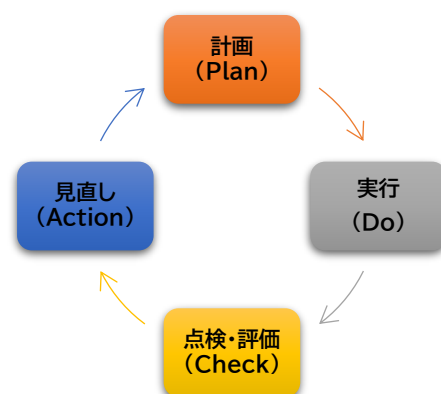 計画
(Plan)
実行
(Do)
点検・評価
(Check)
見直し
(Action)